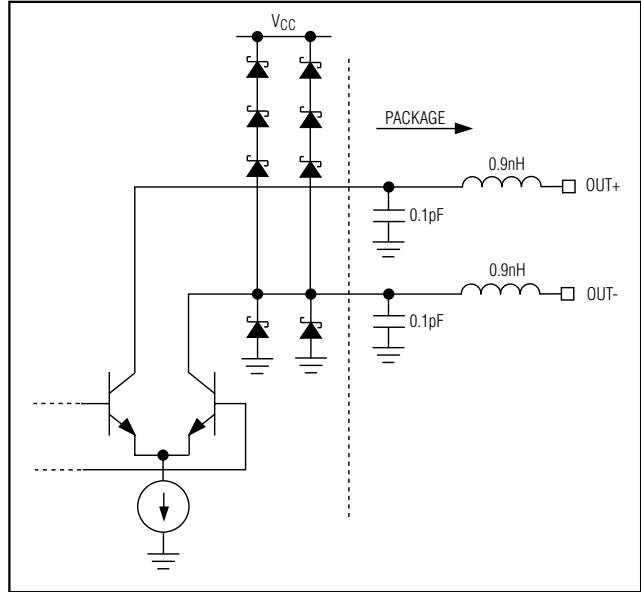 VCC
PACKAGE
0.9nH
OUT+
0.1pF
0.9nH
OUT-
0.1pF